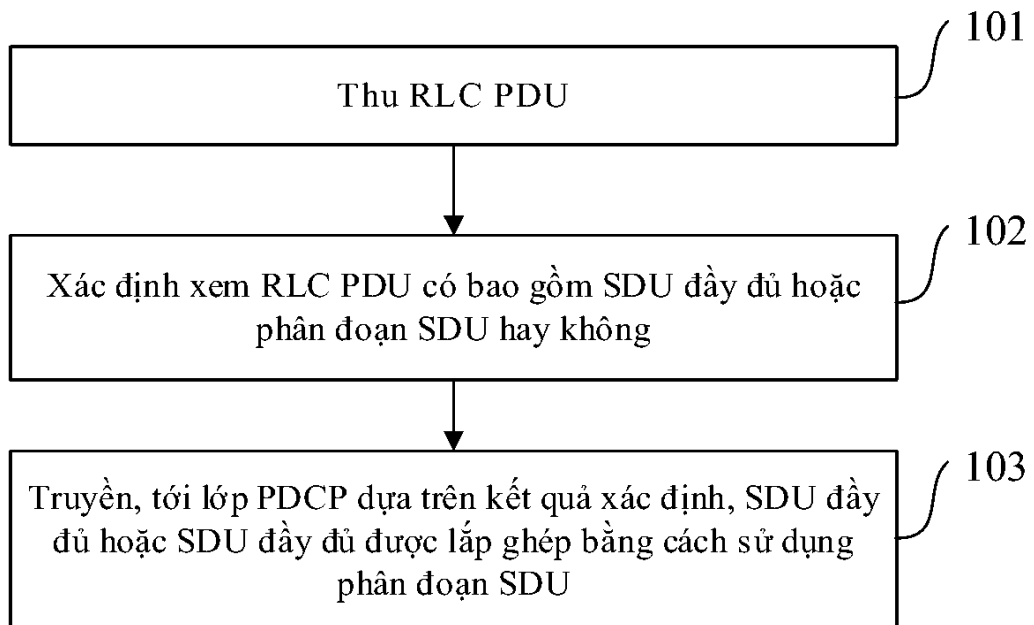 101
Thu RLC PDU
102
Xác định xem RLC PDU có bao gồm SDU đầy đủ hoặc
phân đoạn SDU hay không
103
Truyền, tới lớp PDCP dựa trên kết quả xác định, SDU đầy
đủ hoặc SDU đầy đủ được lắp ghép bằng cách sử dụng
phân đoạn SDU